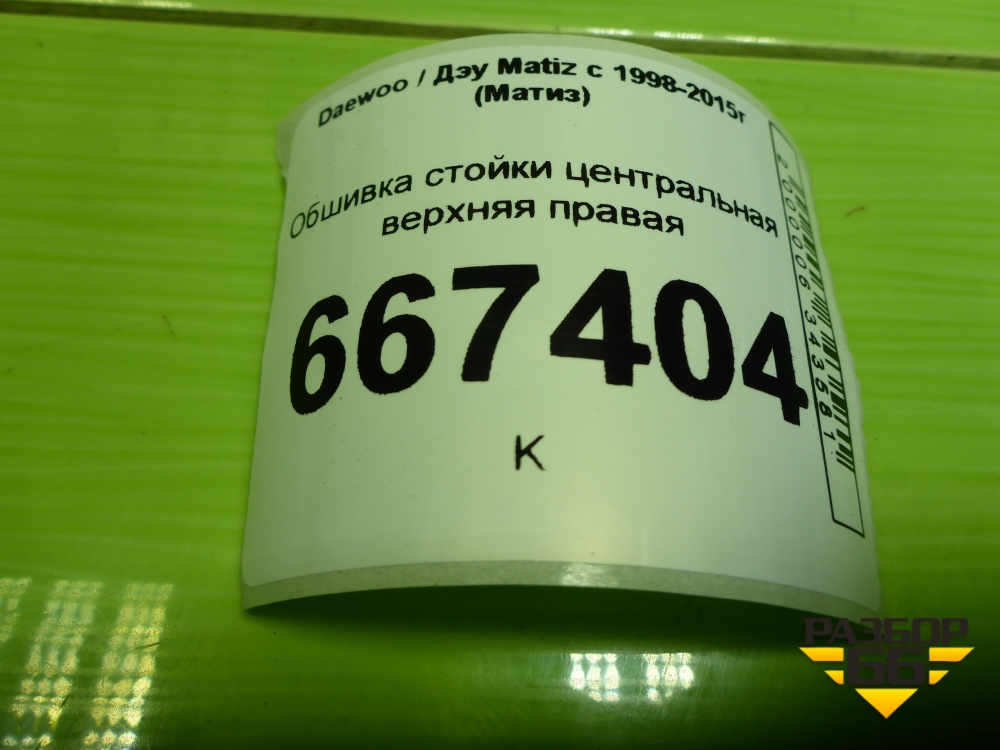 Daewoo / Дэу Matiz с 1998-2015г
(Матиз)
Обшивка стойки центральная
верхняя правая
667404
К
2000006343581
РАЗБОР
66